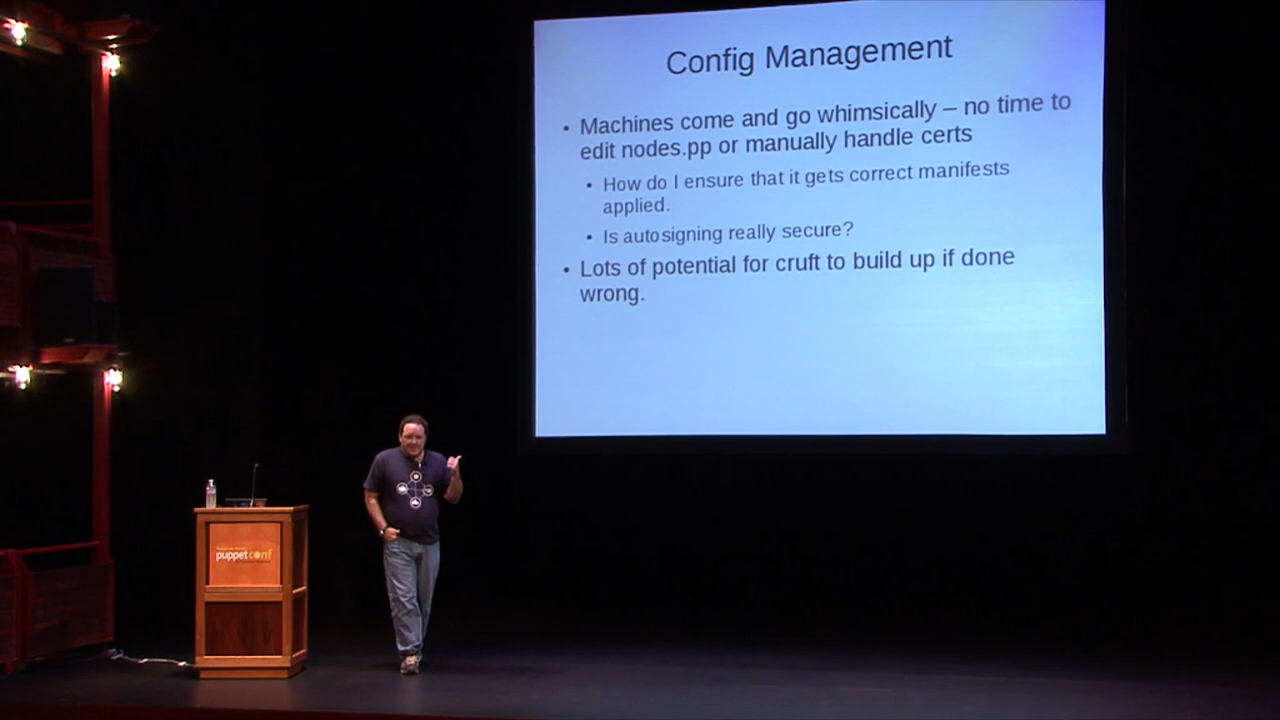 Config Management
• Machines come and go whimsically – no time to
edit nodes.pp or manually handle certs
• How do I ensure that it gets correct manifests
applied.
• Is autosigning really secure?
• Lots of potential for cruft to build up if done
wrong.
puppetconf